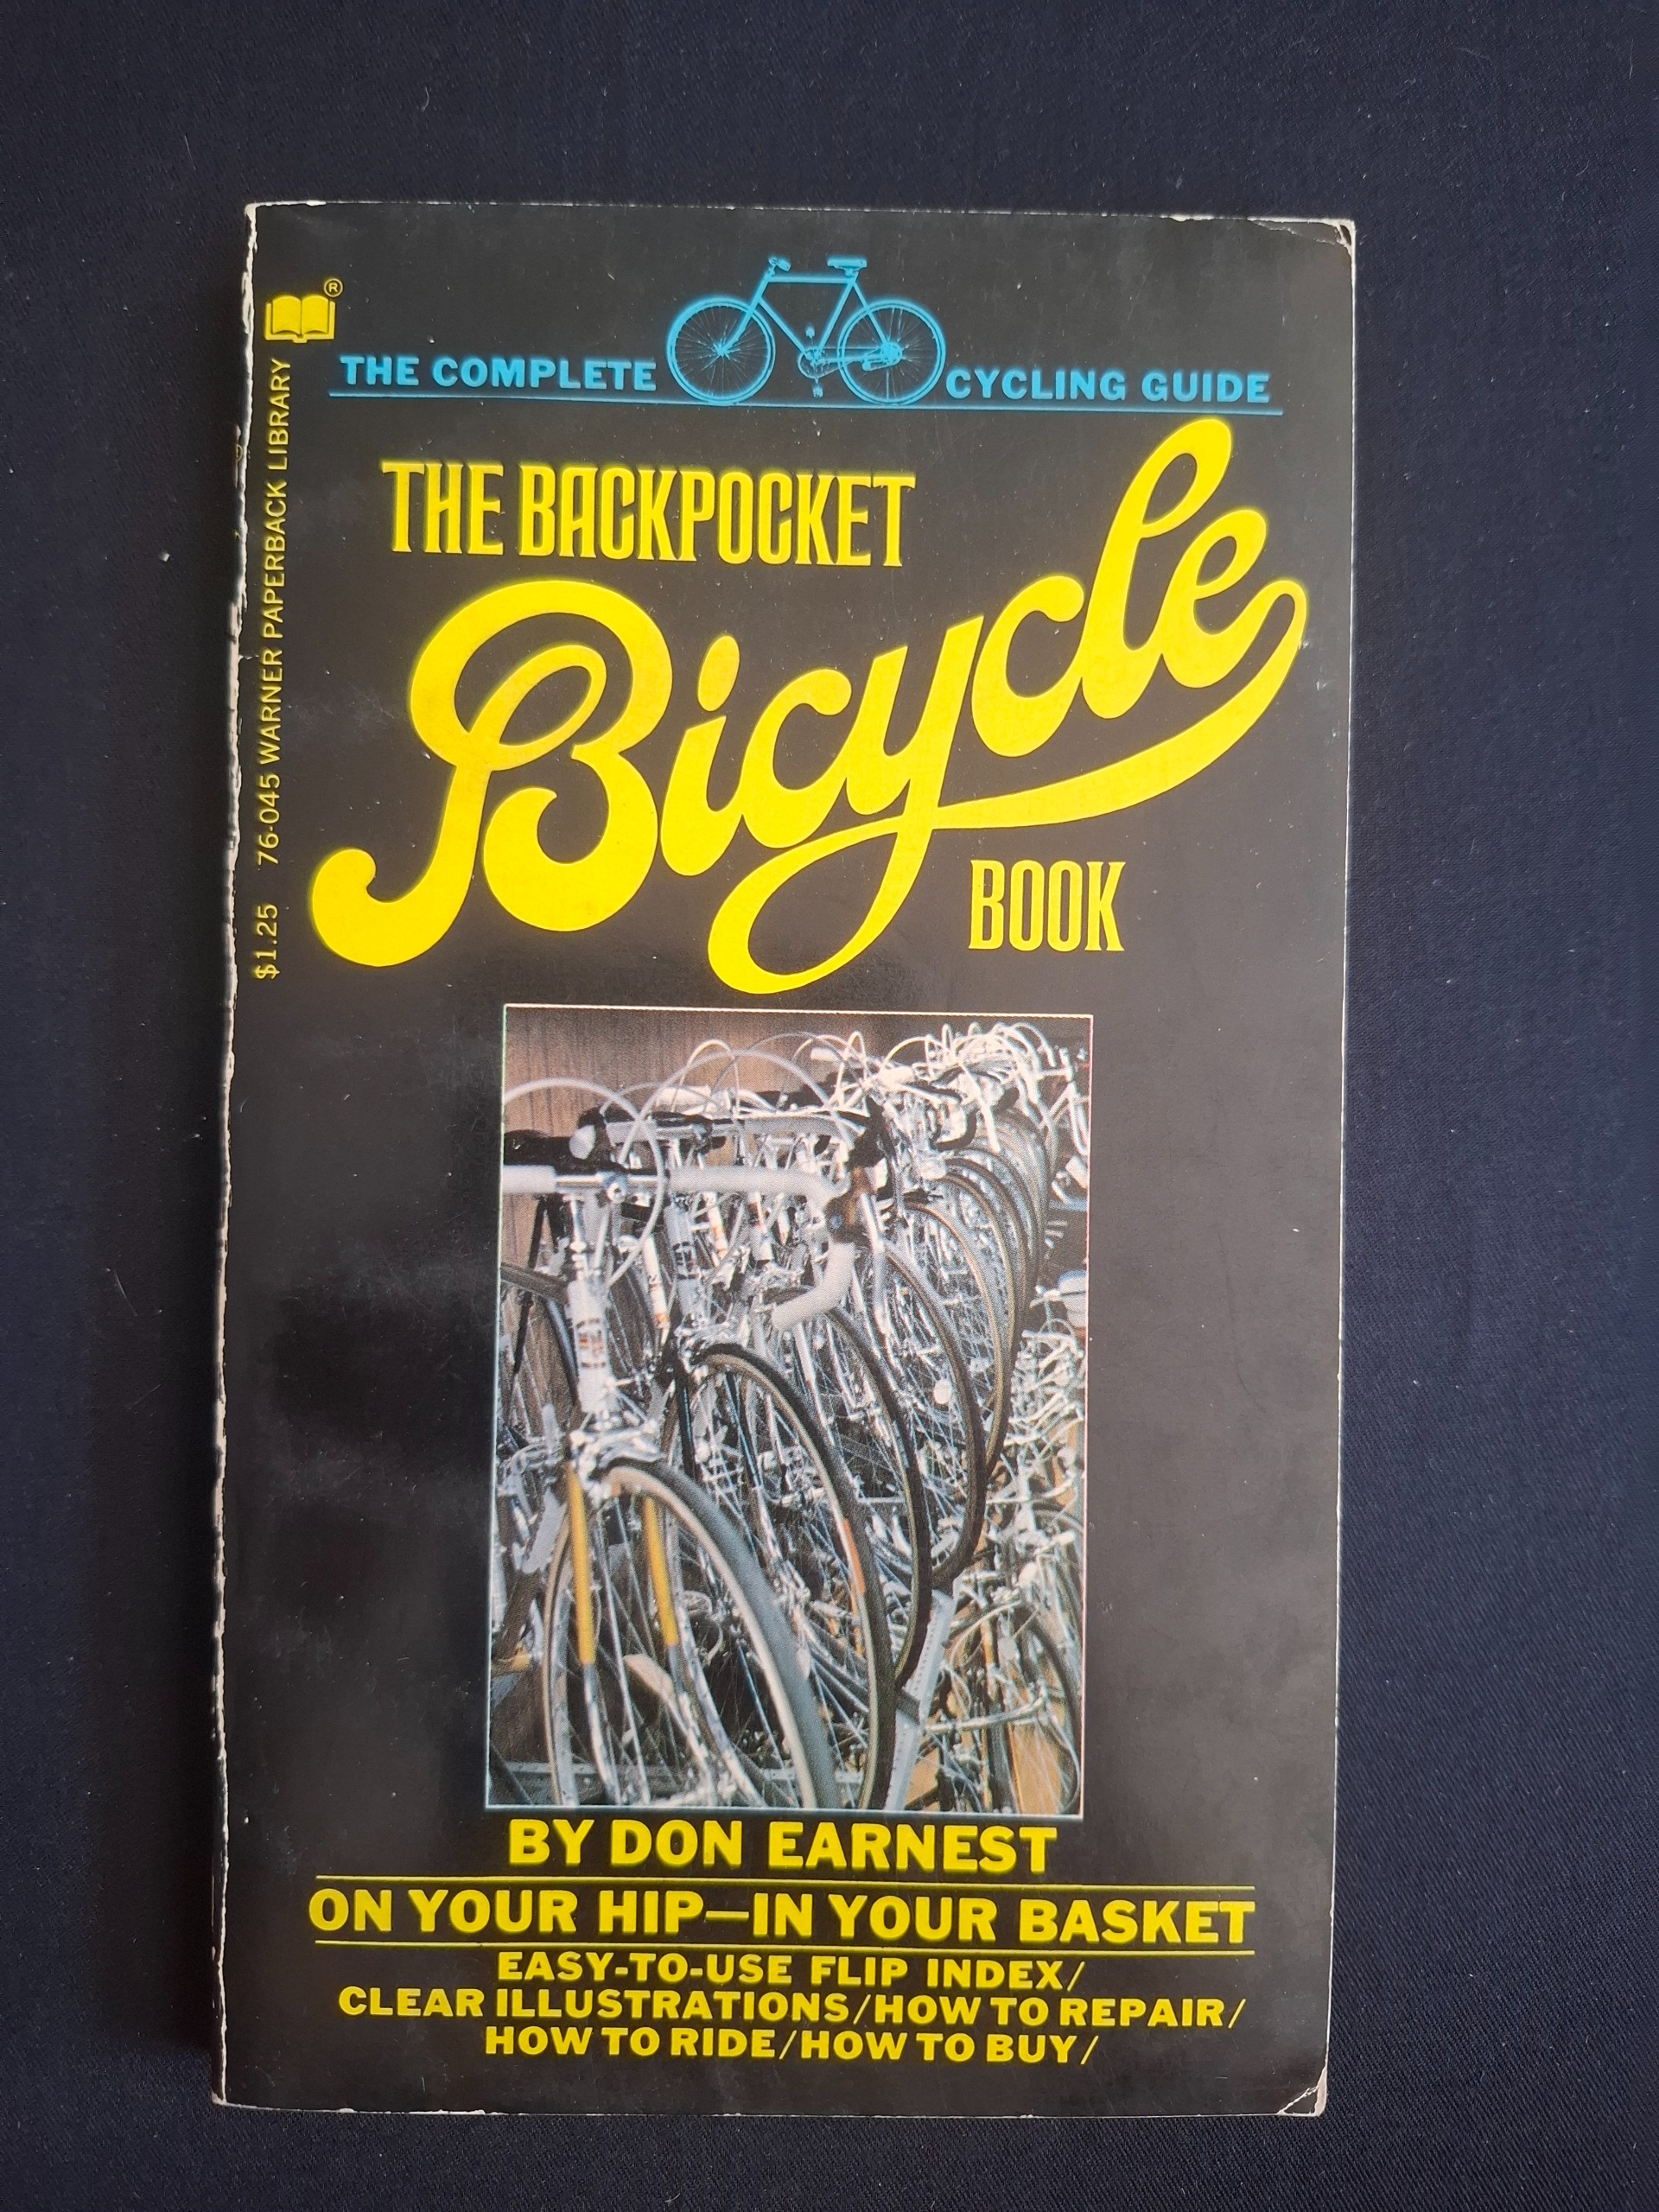 ®
THE COMPLETE CYCLING GUIDE
THE BACKPOCKET
Bicycle
BOOK
$1.25 76-045 WARNER PAPERBACK LIBRARY
BY DON EARNEST
ON YOUR HIP—IN YOUR BASKET
EASY-TO-USE FLIP INDEX/
CLEAR ILLUSTRATIONS/HOW TO REPAIR/
HOW TO RIDE/HOW TO BUY/